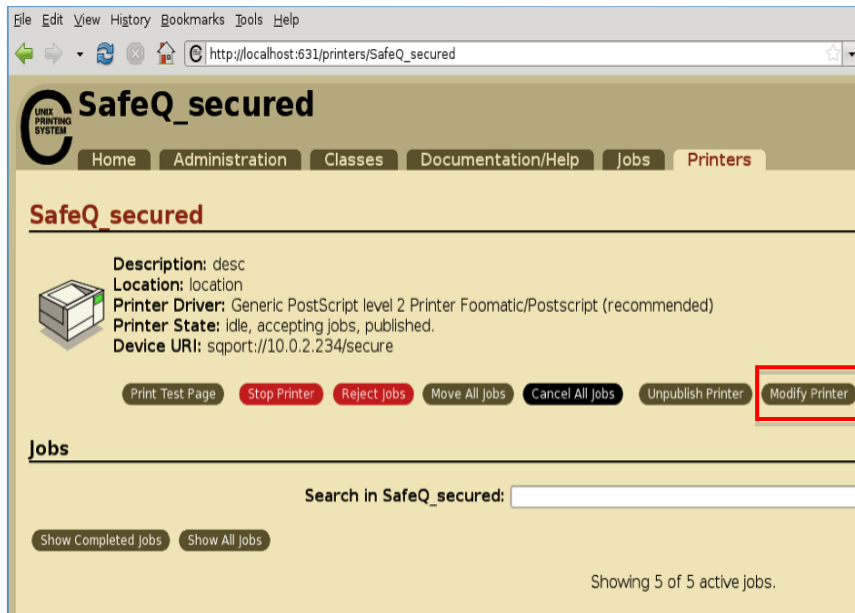 File Edit View History Bookmarks Tools Help
http://localhost:631/printers/SafeQ_secured
UNIX
PRINTING
SYSTEM
SafeQ_secured
Home Administration Classes Documentation/Help Jobs Printers
SafeQ_secured
Description: desc
Location: location
Printer Driver: Generic PostScript level 2 Printer Foomatic/Postscript (recommended)
Printer State: idle, accepting jobs, published.
Device URI: sqport://10.0.2.234/secure
Print Test Page Stop Printer Reject Jobs Move All Jobs Cancel All Jobs Unpublish Printer Modify Printer
Jobs
Search in SafeQ_secured:
Show Completed Jobs Show All Jobs
Showing 5 of 5 active jobs.